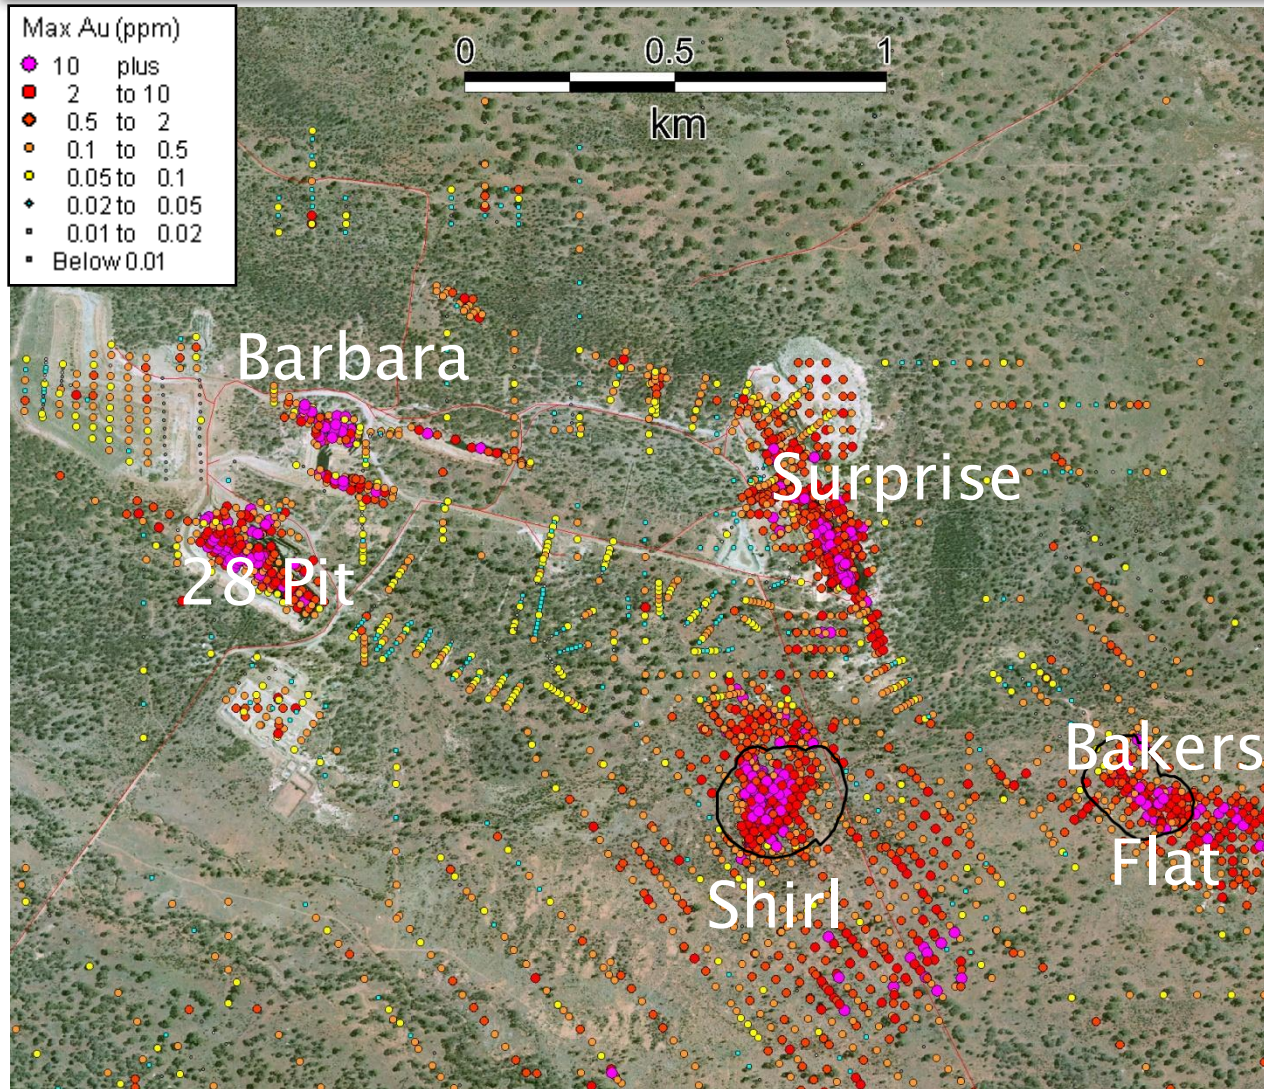 Max Au (ppm)
10 plus
2 to 10
0.5 to 2
0.1 to 0.5
0.05 to 0.1
0.02 to 0.05
0.01 to 0.02
Below 0.01
0 0.5 1
km
Barbara
Surprise
28 Pit
Bakers
Flat
Shirl